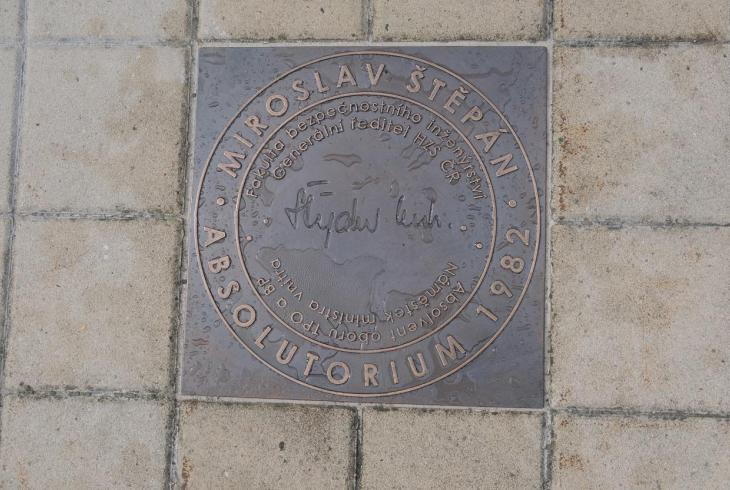 MIROSLAV ŠTĚPÁN
Fakulta bezpečnostního inženýrství
Generální ředitel HZS ČR
Absolvent oboru TPO a BP
Náměstek ministra vnitra
• ABSOLUTORIUM 1982 •